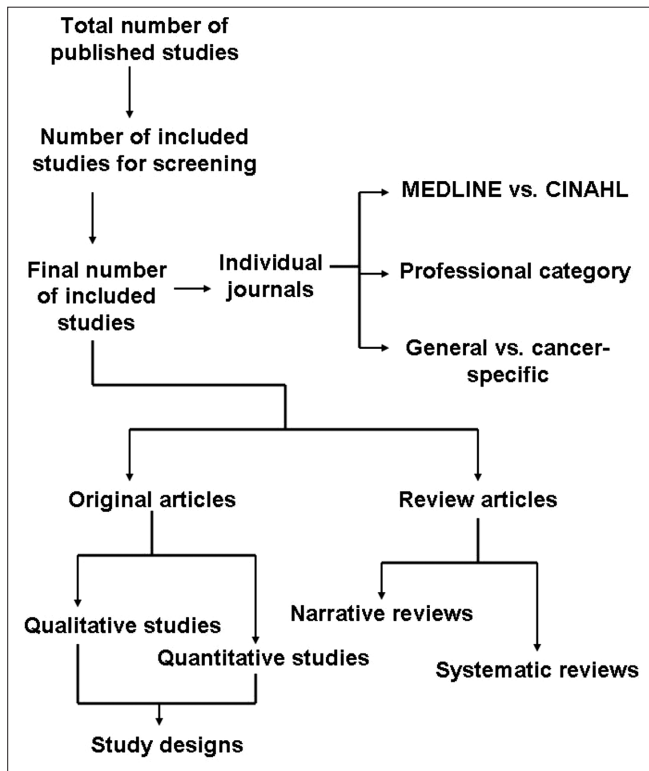 Total number of
published studies
Number of included
studies for screening
MEDLINE vs. CINAHL
Final number
of included
studies
Individual
journals
Professional category
General vs. cancer-
specific
Original articles
Review articles
Qualitative studies
Quantitative studies
Narrative reviews
Systematic reviews
Study designs